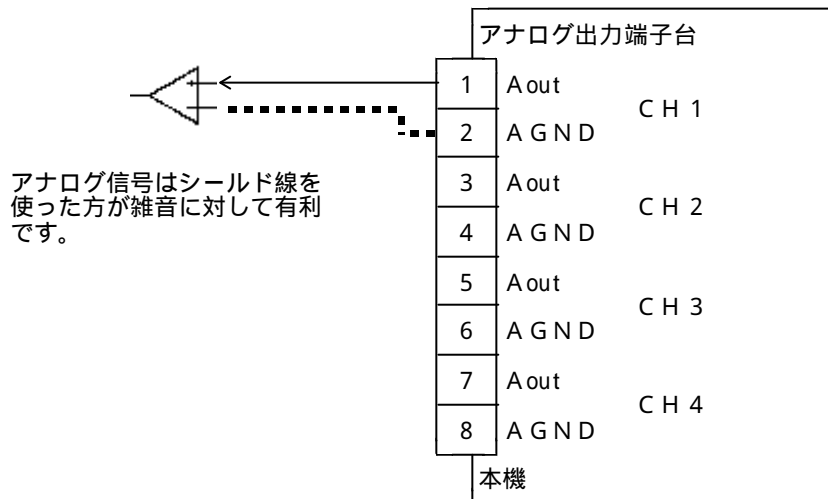 アナログ出力端子台
1 Aout
CH1
2 AGND
3 Aout
CH2
4 AGND
5 Aout
CH3
6 AGND
7 Aout
CH4
8 AGND
本機
アナログ信号はシールド線を
使った方が雑音に対して有利
です。